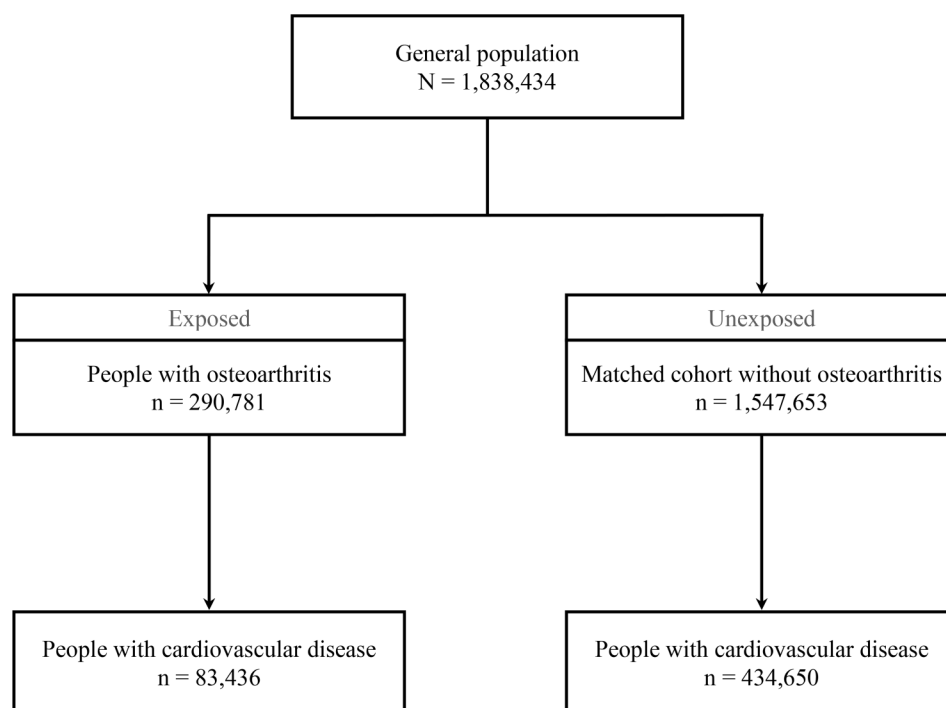 General population
N = 1,838,434
Exposed
People with osteoarthritis
n = 290,781
Unexposed
Matched cohort without osteoarthritis
n = 1,547,653
People with cardiovascular disease
n = 83,436
People with cardiovascular disease
n = 434,650